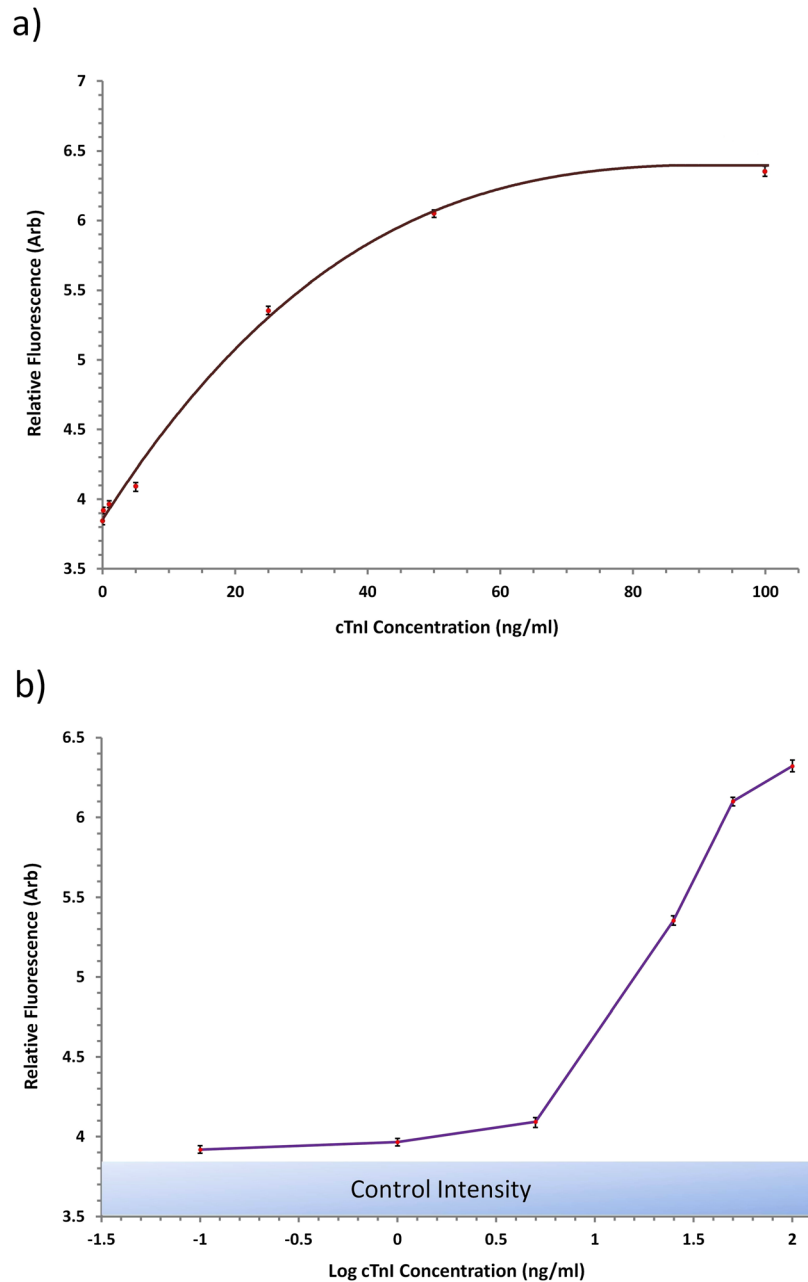 a)
7
6.5
6
5.5
5
4.5
4
3.5
Relative Fluorescence (Arb)
0 20 40 60 80 100
cTnI Concentration (ng/ml)
b)
6.5
6
5.5
5
4.5
4
3.5
Relative Fluorescence (Arb)
Control Intensity
-1.5 -1 -0.5 0 0.5 1 1.5 2
Log cTnI Concentration (ng/ml)